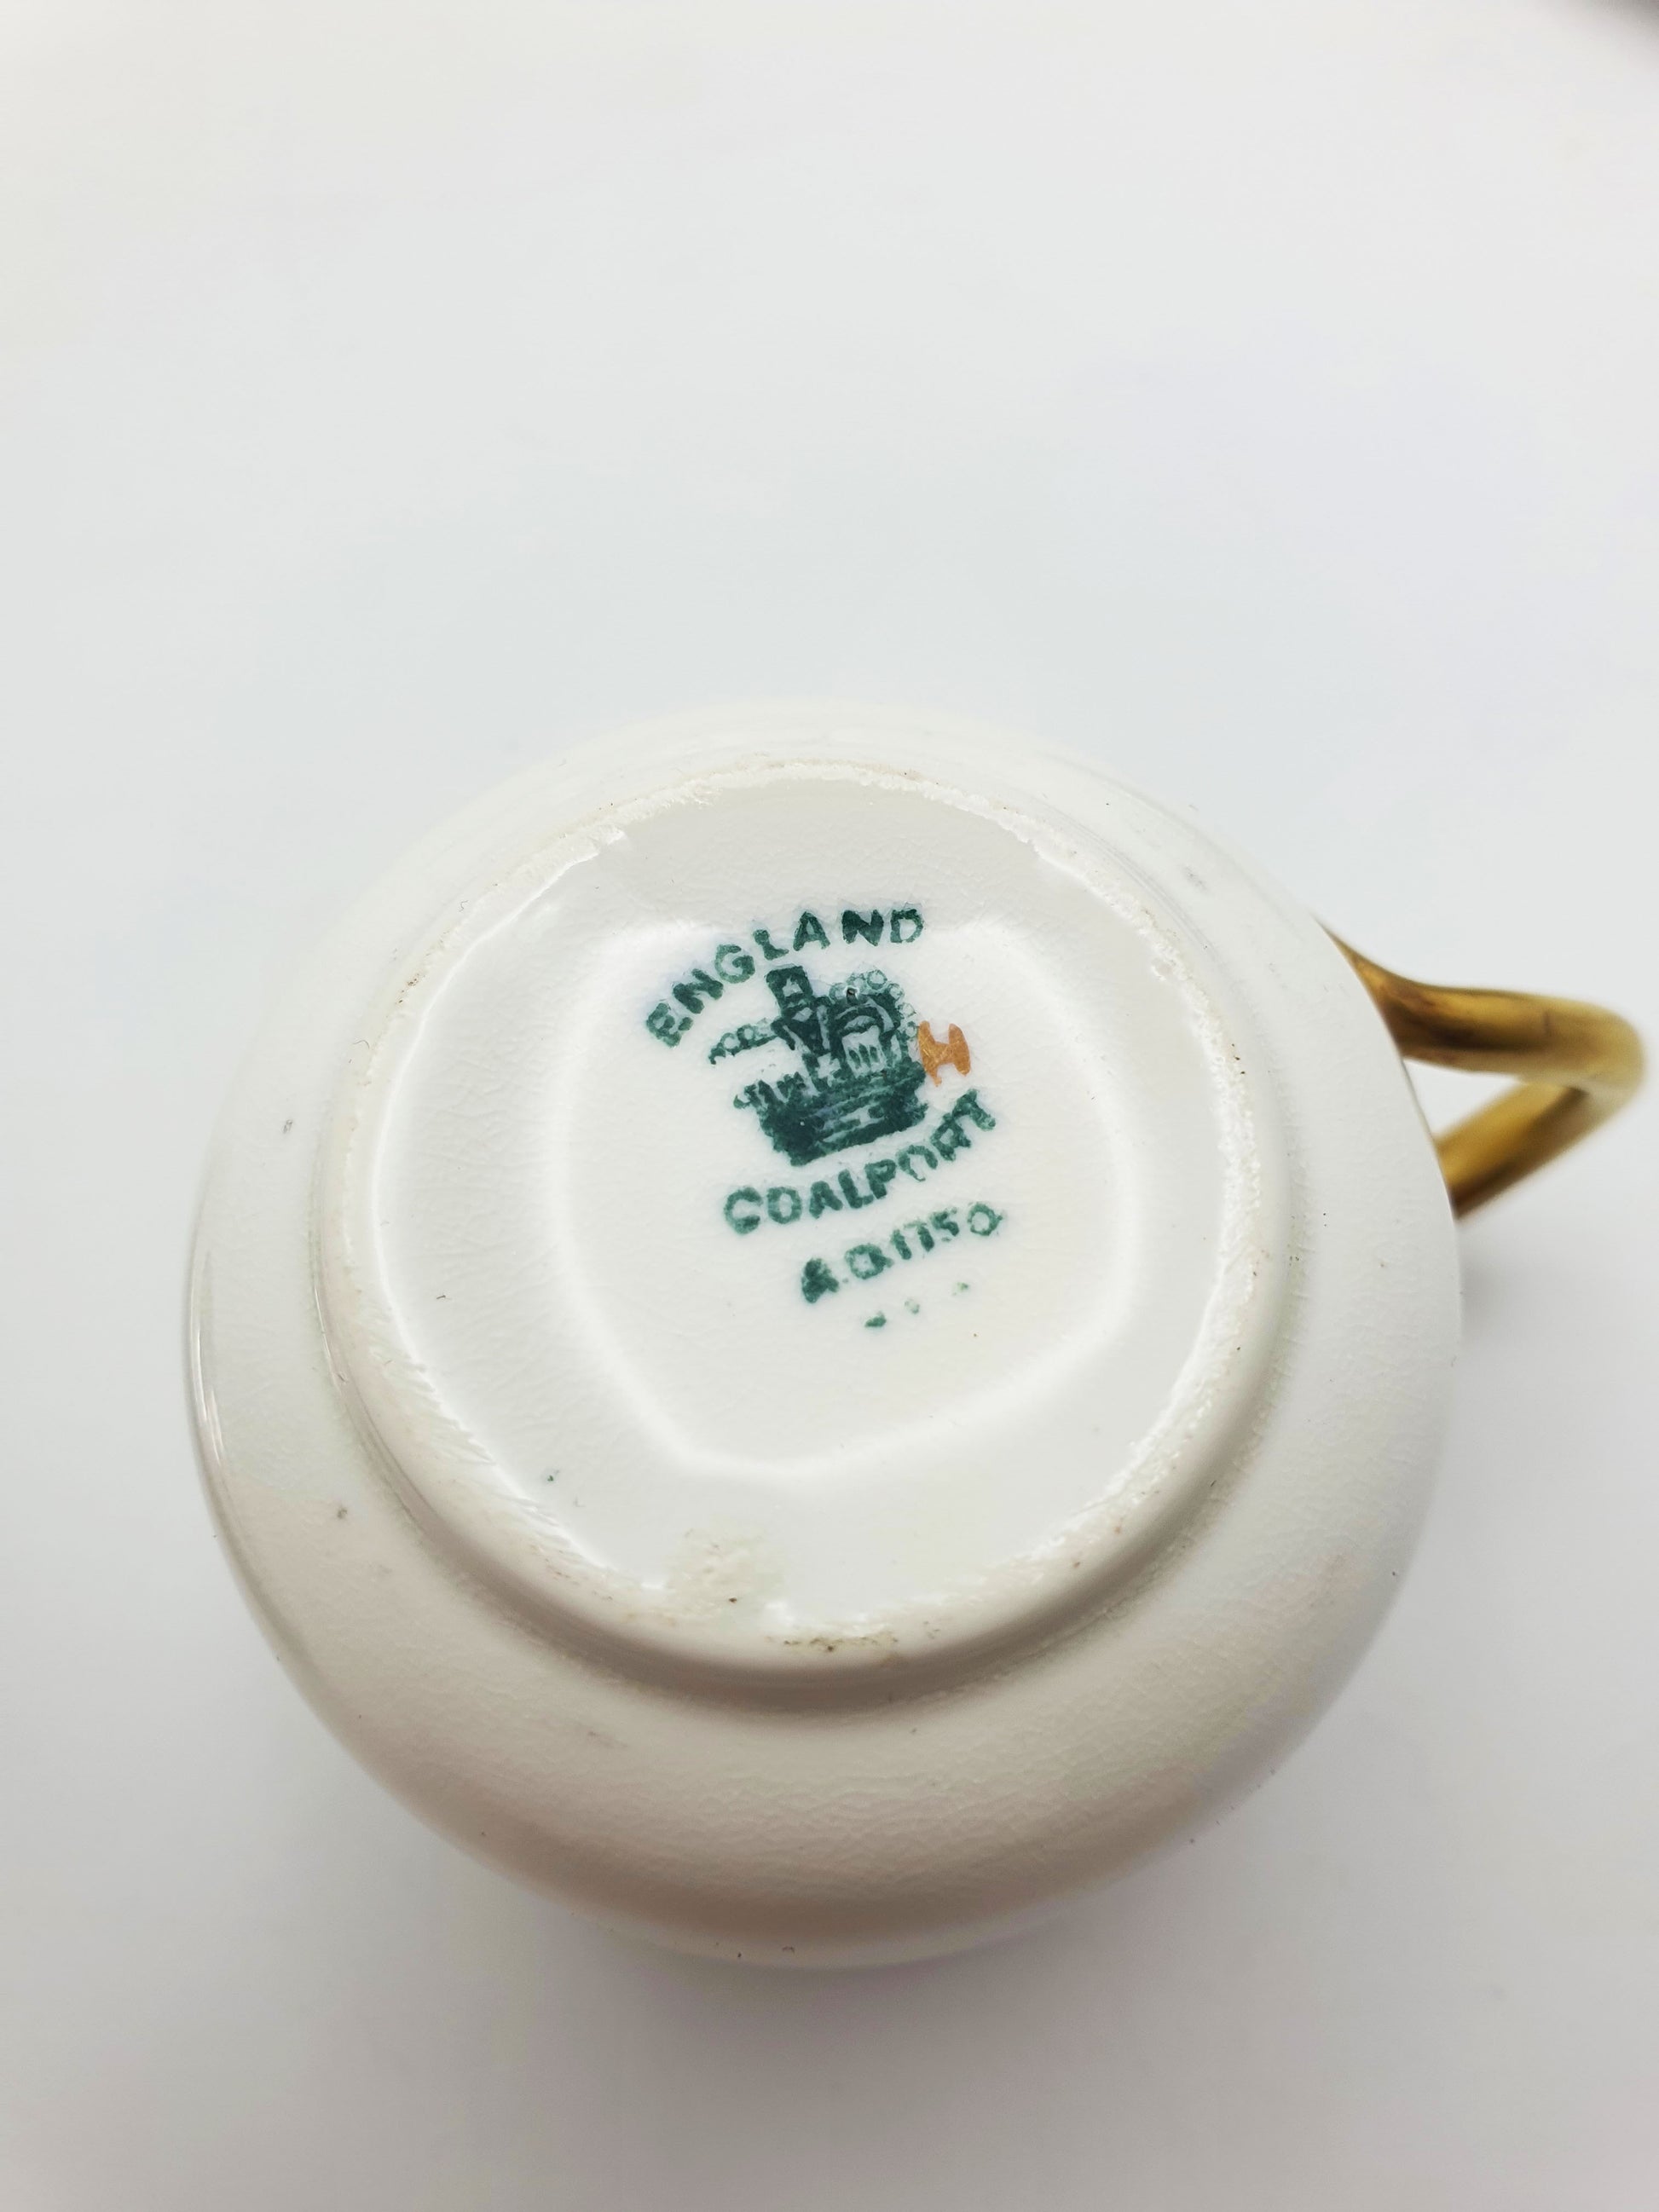 ENGLAND
H
COALPORT
A.D.1750